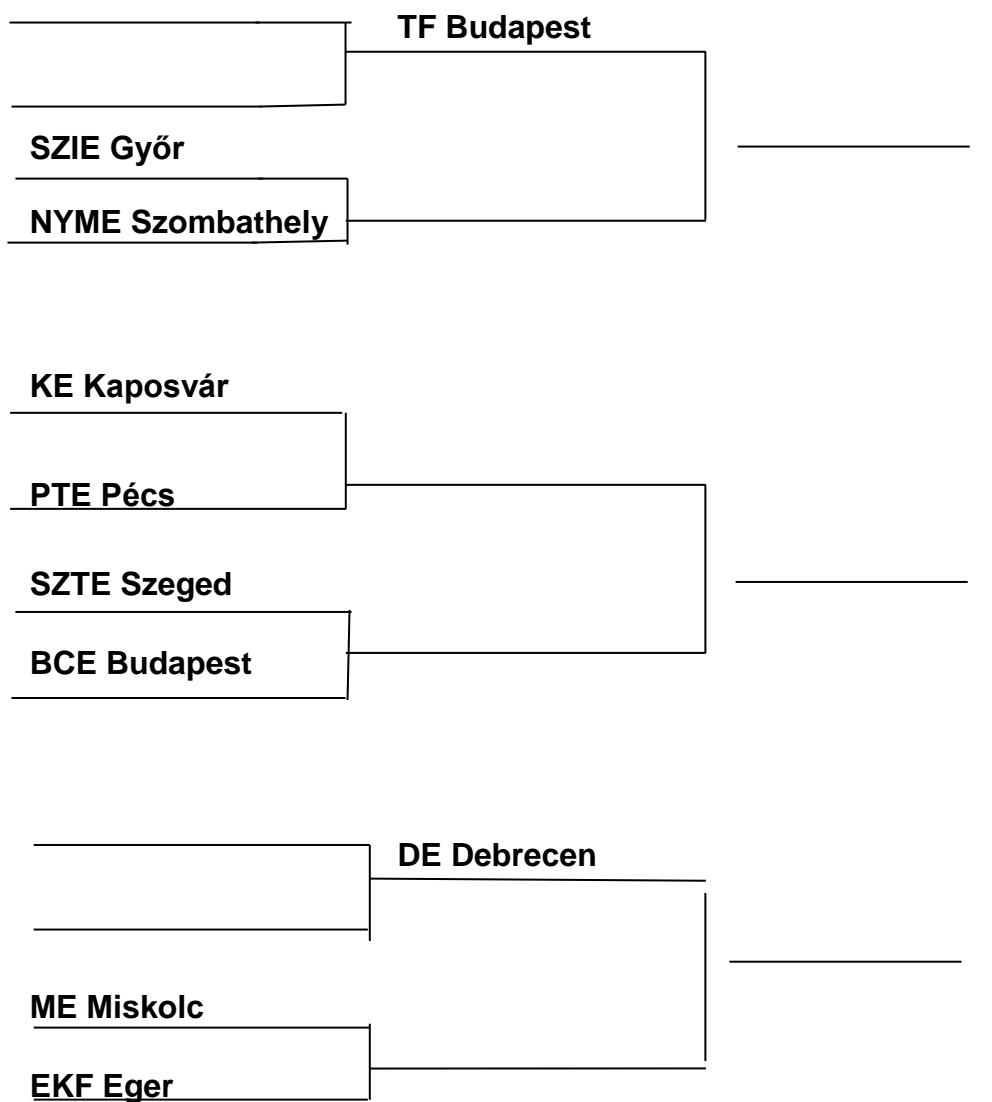 TF Budapest
SZIE Győr
NYME Szombathely
KE Kaposvár
PTE Pécs
SZTE Szeged
BCE Budapest
DE Debrecen
ME Miskolc
EKF Eger